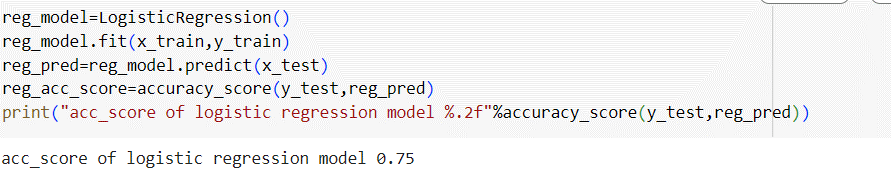 reg_model=LogisticRegression()
reg_model.fit(x_train,y_train)
reg_pred=reg_model.predict(x_test)
reg_acc_score=accuracy_score(y_test,reg_pred)
print("acc_score of logistic regression model %.2f"%accuracy_score(y_test,reg_pred))
acc_score of logistic regression model 0.75